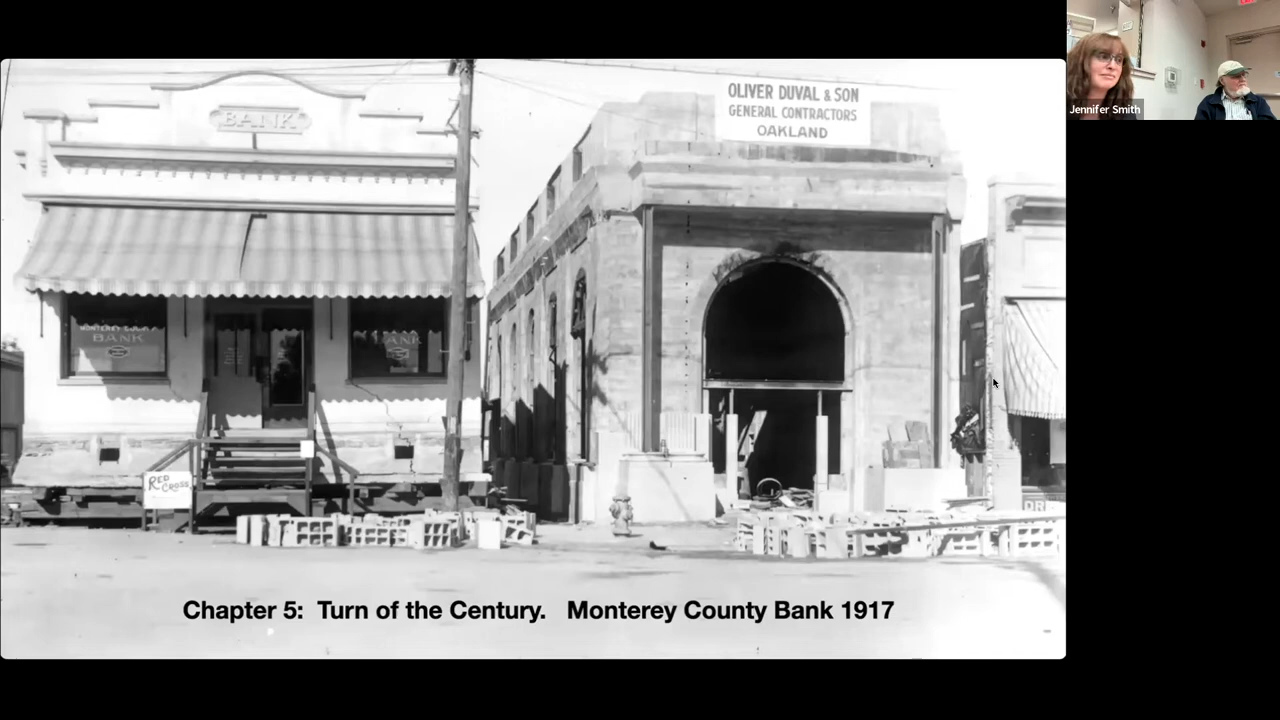 BANK
OLIVER DUVAL & SON
GENERAL CONTRACTORS
OAKLAND
MONTEREY COUNTY
BANK
BANK
RED
CROSS
Chapter 5:  Turn of the Century.   Monterey County Bank 1917
Jennifer Smith